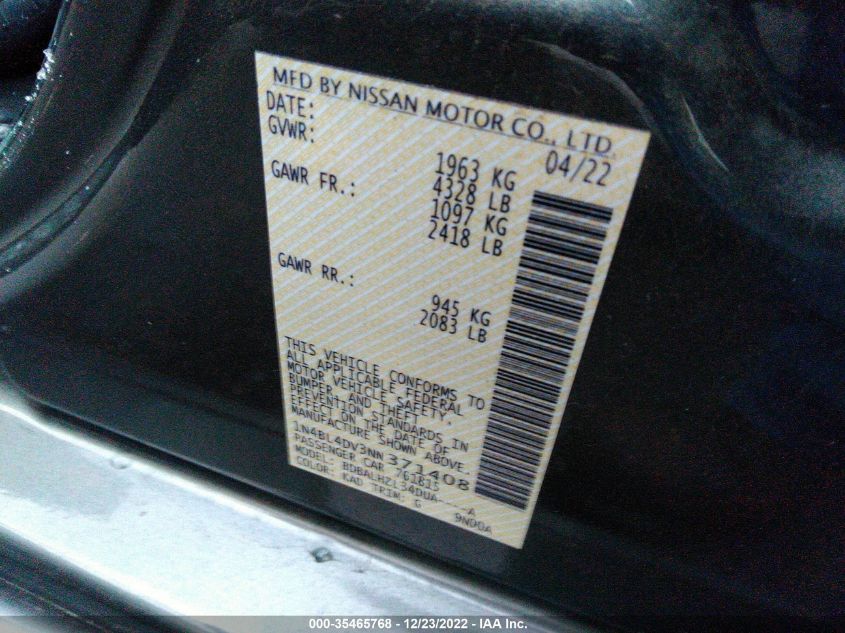 MFD BY NISSAN MOTOR CO., LTD.
DATE: 04/22
GVWR: 1963 KG
4328 LB
GAWR FR.: 1097 KG
2418 LB
GAWR RR.: 945 KG
2083 LB
THIS VEHICLE CONFORMS TO
ALL APPLICABLE FEDERAL
MOTOR VEHICLE SAFETY,
BUMPER, AND THEFT
PREVENTION STANDARDS IN
EFFECT ON THE DATE OF
MANUFACTURE SHOWN ABOVE.
1N4BL4DV3NN371408
PASSENGER CAR 761815
MODEL: BDBALHZL34DUA----A
COLOR: KAD TRIM: G 9NDOA
000-35465768 - 12/23/2022 - IAA Inc.